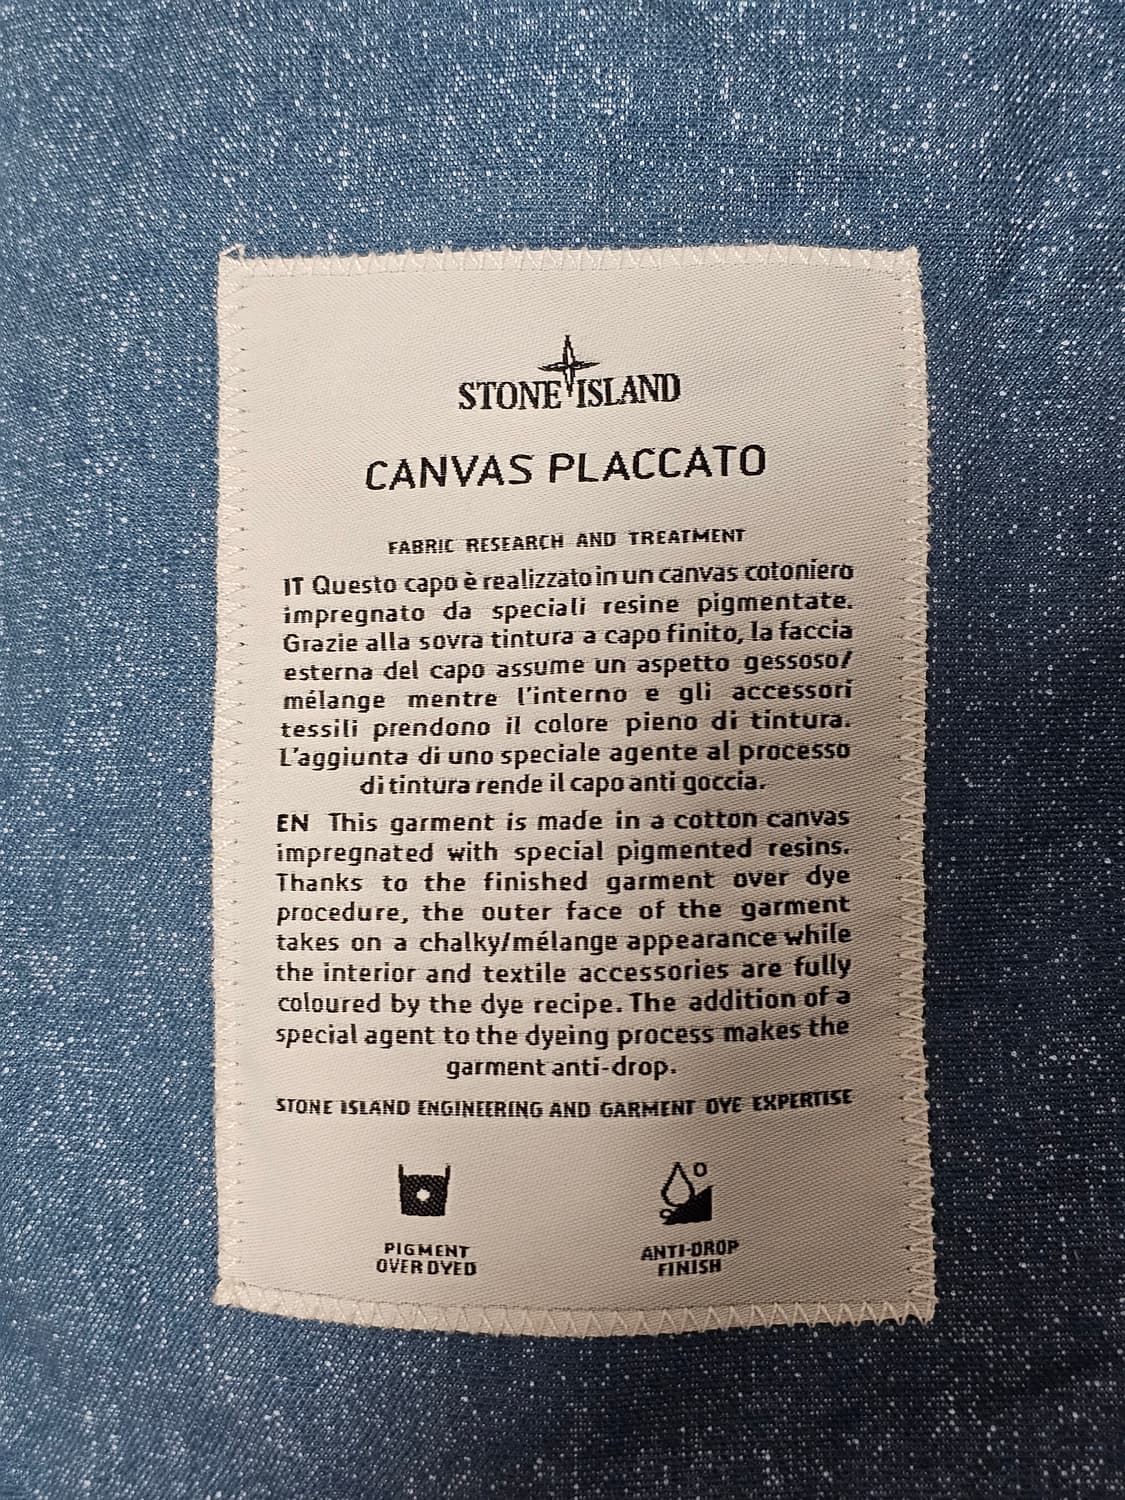 STONE ISLAND
CANVAS PLACCATO
FABRIC RESEARCH AND TREATMENT
IT Questo capo è realizzato in un canvas cotoniero
impregnato da speciali resine pigmentate.
Grazie alla sovra tintura a capo finito, la faccia
esterna del capo assume un aspetto gessoso/
mélange mentre l'interno e gli accessori
tessili prendono il colore pieno di tintura.
L'aggiunta di uno speciale agente al processo
di tintura rende il capo anti goccia.
EN This garment is made in a cotton canvas
impregnated with special pigmented resins.
Thanks to the finished garment over dye
procedure, the outer face of the garment
takes on a chalky/mélange appearance while
the interior and textile accessories are fully
coloured by the dye recipe. The addition of a
special agent to the dyeing process makes the
garment anti-drop.
STONE ISLAND ENGINEERING AND GARMENT DYE EXPERTISE
PIGMENT
OVER DYED
ANTI-DROP
FINISH